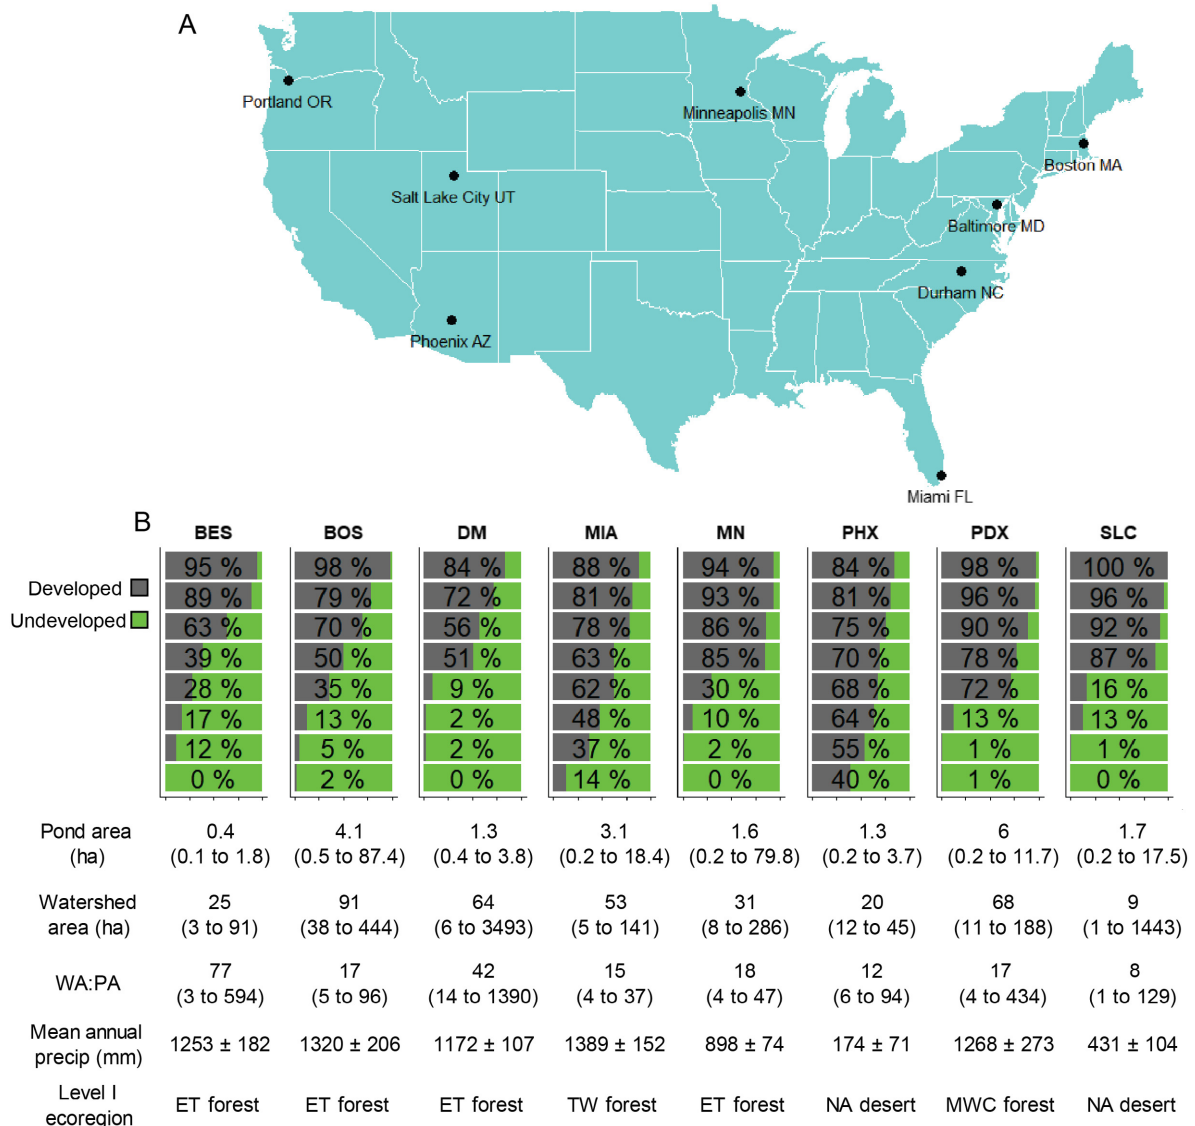 A
Portland OR
Minneapolis MN
Boston MA
Salt Lake City UT
Baltimore MD
Durham NC
Phoenix AZ
Miami FL
B
BES BOS DM MIA MN PHX PDX SLC
Developed
Undeveloped
95 % 98 % 84 % 88 % 94 % 84 % 98 % 100 %
89 % 79 % 72 % 81 % 93 % 81 % 96 % 96 %
63 % 70 % 56 % 78 % 86 % 75 % 90 % 92 %
39 % 50 % 51 % 63 % 85 % 70 % 78 % 87 %
28 % 35 % 9 % 62 % 30 % 68 % 72 % 16 %
17 % 13 % 2 % 48 % 10 % 64 % 13 % 13 %
12 % 5 % 2 % 37 % 2 % 55 % 1 % 1 %
0 % 2 % 0 % 14 % 0 % 40 % 1 % 0 %
Pond area 0.4 4.1 1.3 3.1 1.6 1.3 6 1.7
(ha) (0.1 to 1.8) (0.5 to 87.4) (0.4 to 3.8) (0.2 to 18.4) (0.2 to 79.8) (0.2 to 3.7) (0.2 to 11.7) (0.2 to 17.5)
Watershed 25 91 64 53 31 20 68 9
area (ha) (3 to 91) (38 to 444) (6 to 3493) (5 to 141) (8 to 286) (12 to 45) (11 to 188) (1 to 1443)
WA:PA 77 17 42 15 18 12 17 8
(3 to 594) (5 to 96) (14 to 1390) (4 to 37) (4 to 47) (6 to 94) (4 to 434) (1 to 129)
Mean annual
precip (mm) 1253 ± 182 1320 ± 206 1172 ± 107 1389 ± 152 898 ± 74 174 ± 71 1268 ± 273 431 ± 104
Level I
ecoregion ET forest ET forest ET forest TW forest ET forest NA desert MWC forest NA desert